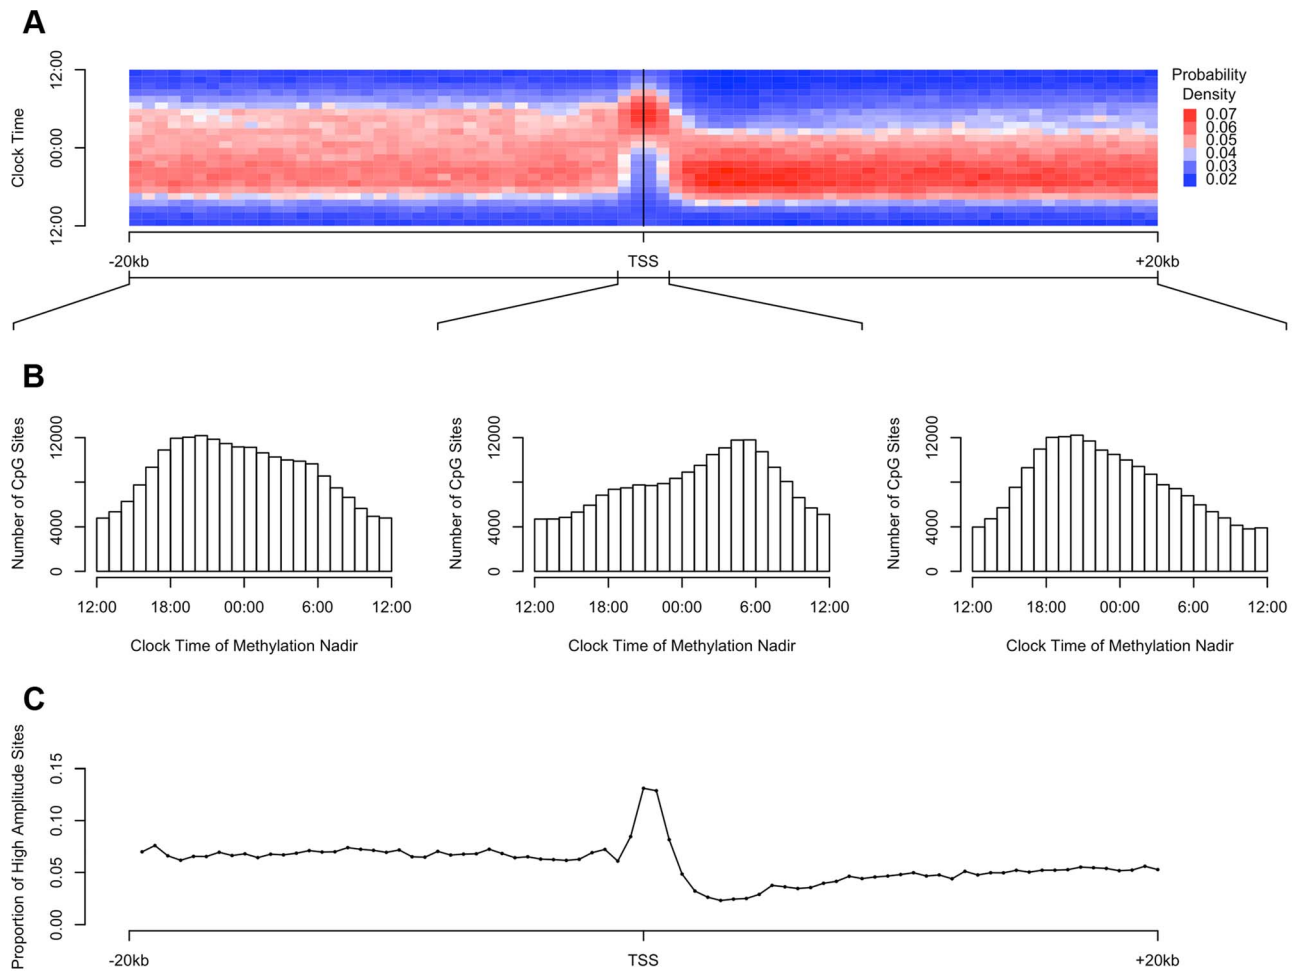 A
Clock Time
12:00
00:00
12:00
Probability
Density
0.07
0.06
0.05
0.04
0.03
0.02
-20kb
TSS
+20kb
B
Number of CpG Sites
12000
4000
0
12:00
18:00
00:00
6:00
12:00
Clock Time of Methylation Nadir
Number of CpG Sites
12000
4000
0
12:00
18:00
00:00
6:00
12:00
Clock Time of Methylation Nadir
Number of CpG Sites
12000
4000
0
12:00
18:00
00:00
6:00
12:00
Clock Time of Methylation Nadir
C
Proportion of High Amplitude Sites
0.15
0.10
0.05
0.00
-20kb
TSS
+20kb